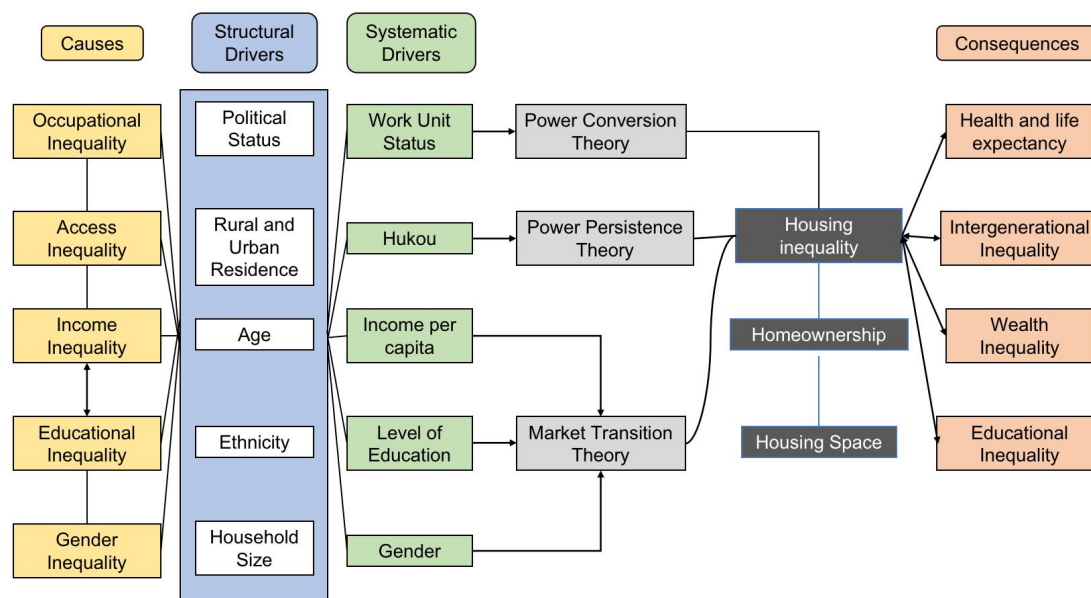 Causes
Structural
Drivers
Systematic
Drivers
Consequences
Occupational
Inequality
Political
Status
Work Unit
Status
Power Conversion
Theory
Health and life
expectancy
Access
Inequality
Rural and
Urban
Residence
Hukou
Power Persistence
Theory
Housing
inequality
Intergenerational
Inequality
Income
Inequality
Age
Income per
capita
Homeownership
Wealth
Inequality
Educational
Inequality
Ethnicity
Level of
Education
Market Transition
Theory
Housing Space
Educational
Inequality
Gender
Inequality
Household
Size
Gender